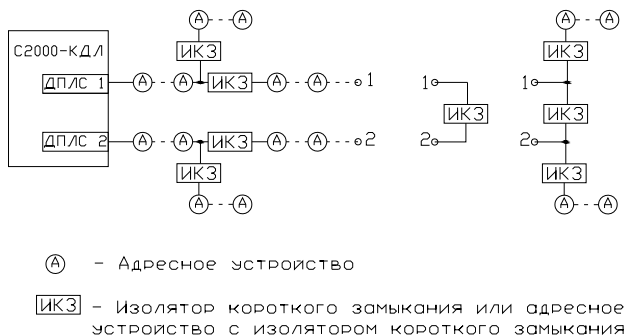 А А
ИКЗ ИКЗ
С2000-КДЛ
ДПЛС 1 А А ИКЗ А А 1 1 1
ИКЗ ИКЗ
ДПЛС 2 А А ИКЗ А А 2 2 2
ИКЗ ИКЗ
А А А А
А - Адресное устройство
ИКЗ - Изолятор короткого замыкания или адресное
устройство с изолятором короткого замыкания